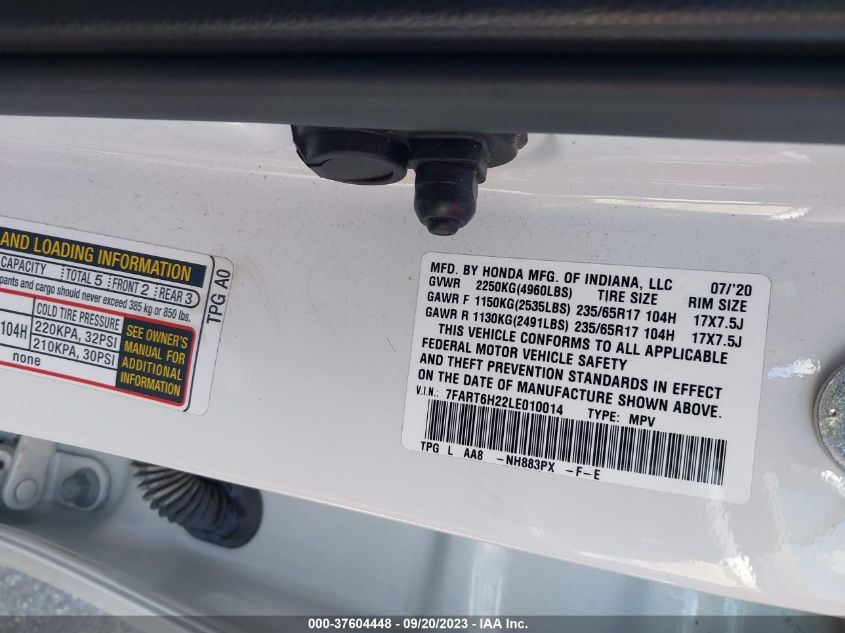 AND LOADING INFORMATION
CAPACITY TOTAL 5 FRONT 2 REAR 3
pants and cargo should never exceed 385 kg or 850 lbs.
COLD TIRE PRESSURE
104H 220KPA, 32PSI
210KPA, 30PSI
none
SEE OWNER'S
MANUAL FOR
ADDITIONAL
INFORMATION
TPG A0
MFD. BY HONDA MFG. OF INDIANA, LLC 07/'20
GVWR 2250KG(4960LBS) TIRE SIZE RIM SIZE
GAWR F 1150KG(2535LBS) 235/65R17 104H 17X7.5J
GAWR R 1130KG(2491LBS) 235/65R17 104H 17X7.5J
THIS VEHICLE CONFORMS TO ALL APPLICABLE
FEDERAL MOTOR VEHICLE SAFETY
AND THEFT PREVENTION STANDARDS IN EFFECT
ON THE DATE OF MANUFACTURE SHOWN ABOVE.
V.I.N.: 7FART6H22LE010014 TYPE: MPV
TPG L AA8 -NH883PX -F-E
000-37604448 - 09/20/2023 - IAA Inc.